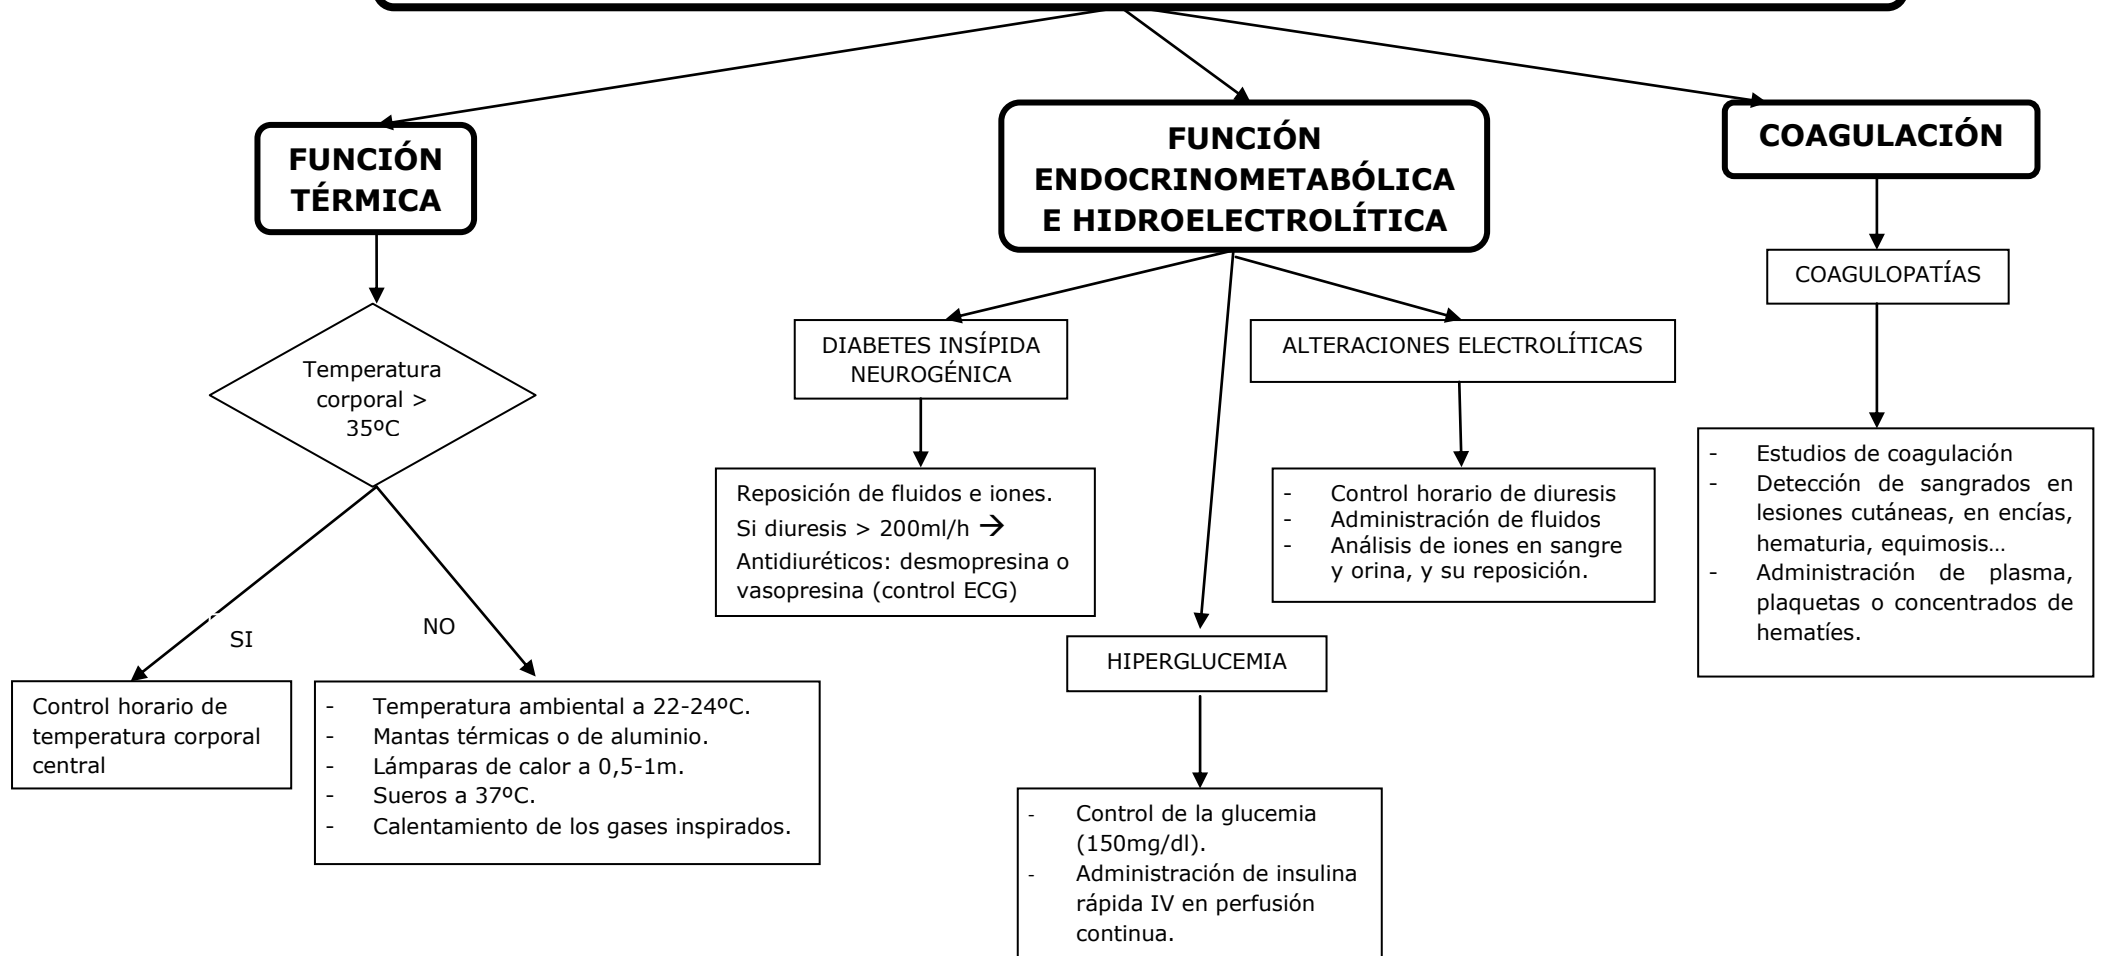 FUNCIÓN
TÉRMICA
Temperatura
corporal >
35ºC
SI
NO
Control horario de
temperatura corporal
central
- Temperatura ambiental a 22-24ºC.
- Mantas térmicas o de aluminio.
- Lámparas de calor a 0,5-1m.
- Sueros a 37ºC.
- Calentamiento de los gases inspirados.
FUNCIÓN
ENDOCRINOMETABÓLICA
E HIDROELECTROLÍTICA
DIABETES INSÍPIDA
NEUROGÉNICA
Reposición de fluidos e iones.
Si diuresis > 200ml/h →
Antidiuréticos: desmopresina o
vasopresina (control ECG)
HIPERGLUCEMIA
- Control de la glucemia
(150mg/dl).
- Administración de insulina
rápida IV en perfusión
continua.
ALTERACIONES ELECTROLÍTICAS
- Control horario de diuresis
- Administración de fluidos
- Análisis de iones en sangre
y orina, y su reposición.
COAGULACIÓN
COAGULOPATÍAS
- Estudios de coagulación
- Detección de sangrados en
lesiones cutáneas, en encías,
hematuria, equimosis…
- Administración de plasma,
plaquetas o concentrados de
hematíes.